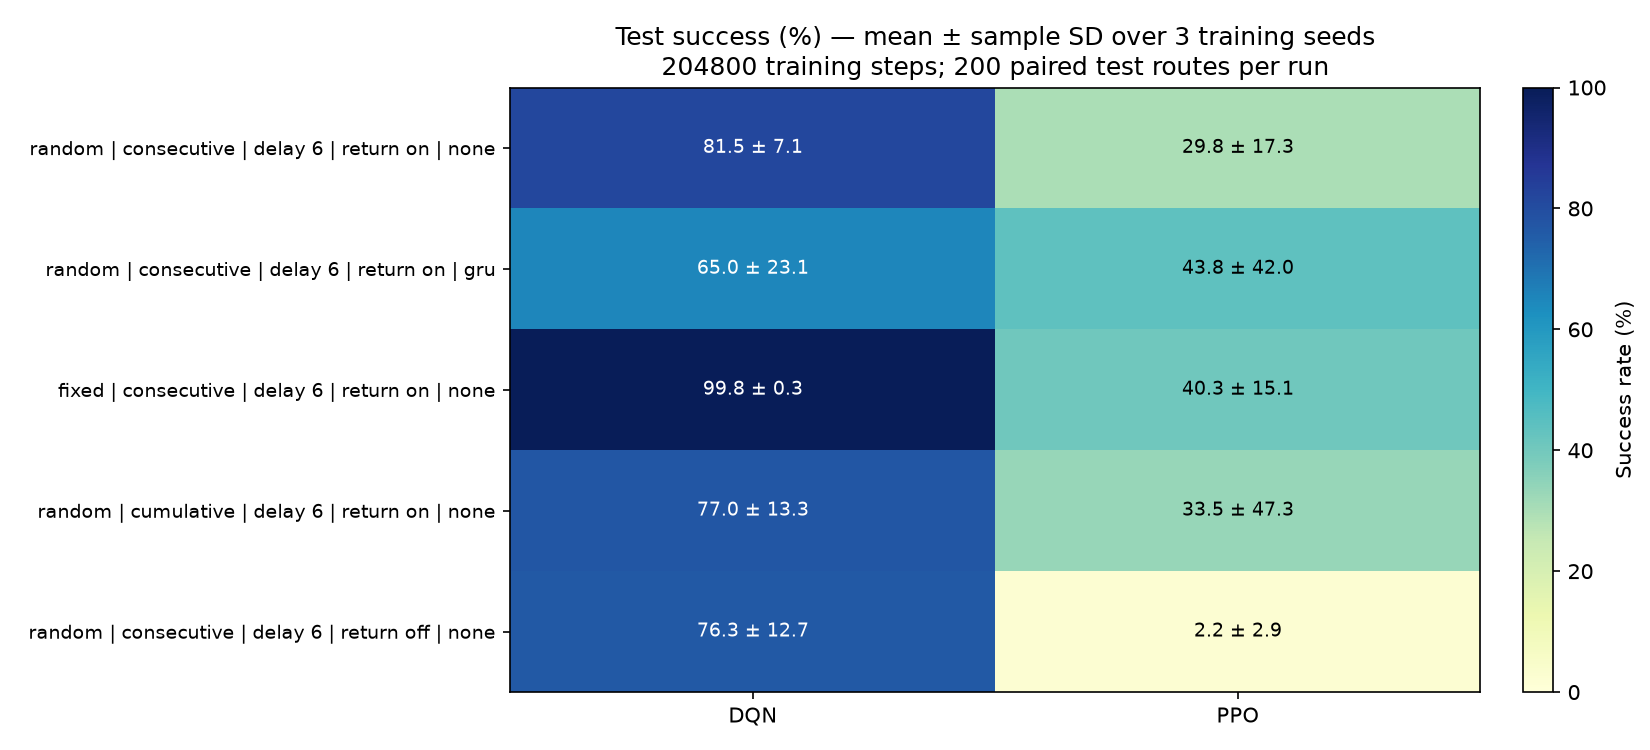 Test success (%) — mean ± sample SD over 3 training seeds
204800 training steps; 200 paired test routes per run
random | consecutive | delay 6 | return on | none
81.5 ± 7.1
29.8 ± 17.3
random | consecutive | delay 6 | return on | gru
65.0 ± 23.1
43.8 ± 42.0
fixed | consecutive | delay 6 | return on | none
99.8 ± 0.3
40.3 ± 15.1
random | cumulative | delay 6 | return on | none
77.0 ± 13.3
33.5 ± 47.3
random | consecutive | delay 6 | return off | none
76.3 ± 12.7
2.2 ± 2.9
DQN
PPO
100
80
60
40
20
0
Success rate (%)